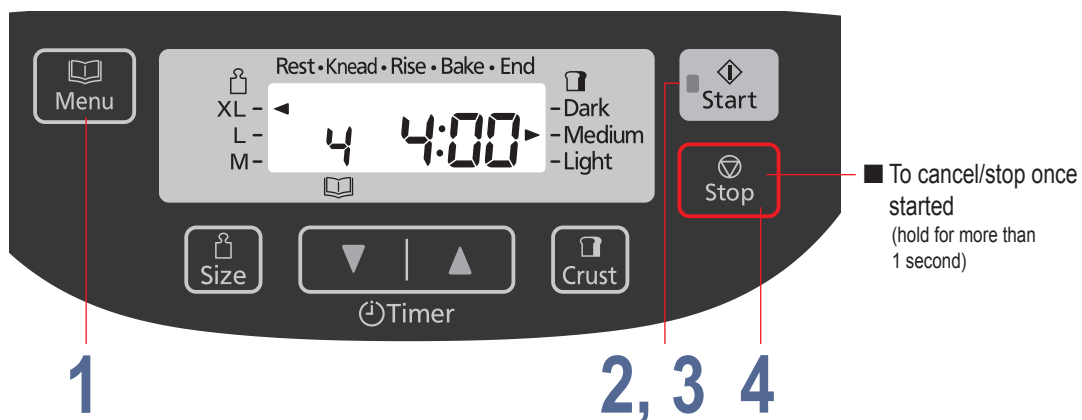 Menu
Rest • Knead • Rise • Bake • End
XL –
L –
M –
4 4:00
– Dark
– Medium
– Light
Start
Stop
■ To cancel/stop once
started
(hold for more than
1 second)
Size
Crust
Timer
1
2, 3
4